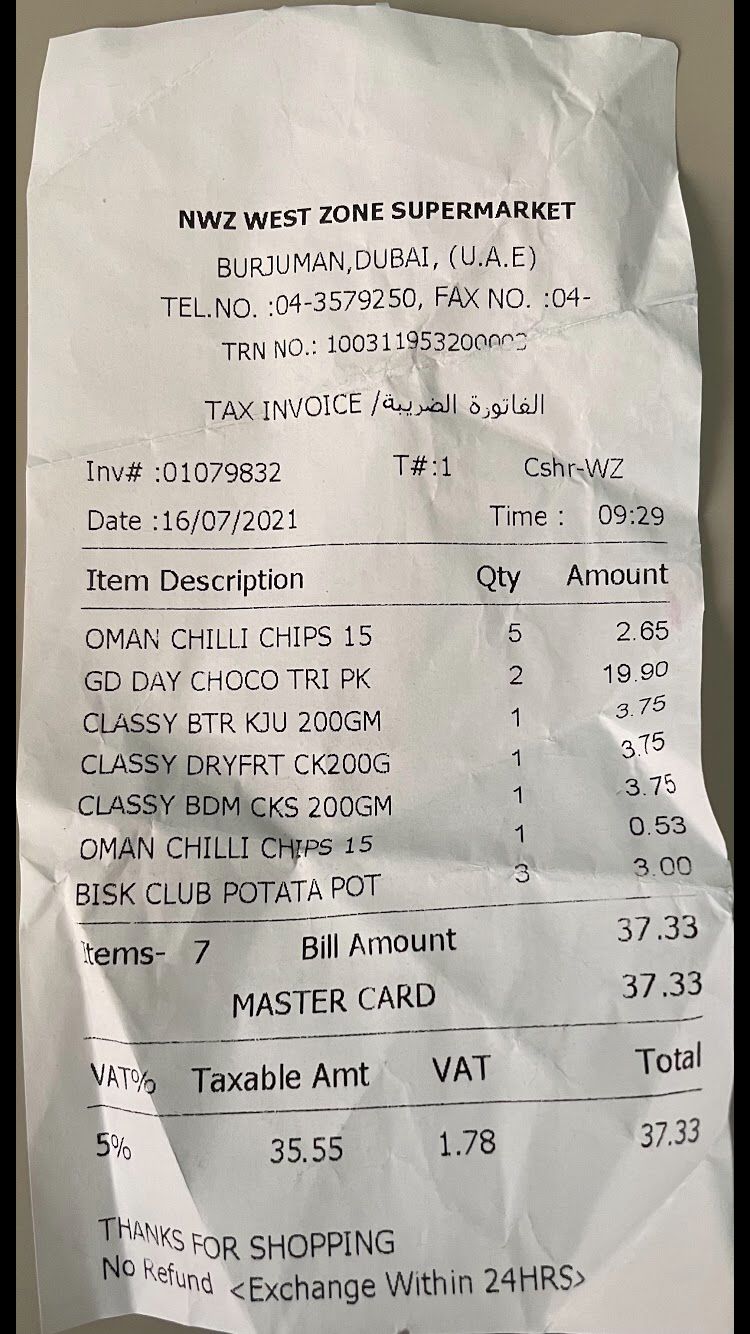 NWZ WEST ZONE SUPERMARKET
BURJUMAN,DUBAI, (U.A.E)
TEL.NO. :04-3579250, FAX NO. :04-
TRN NO.:
TAX INVOICE / الفاتورة الضريبة
Inv# :01079832 T#:1 Cshr-WZ
Date :16/07/2021 Time : 09:29
Item Description Qty Amount
OMAN CHILLI CHIPS 15 5 2.65
GD DAY CHOCO TRI PK 2 19.90
CLASSY BTR KJU 200GM 1 3.75
CLASSY DRYFRT CK200G 1 3.75
CLASSY BDM CKS 200GM 1 3.75
OMAN CHILLI CHIPS 15 1 0.53
BISK CLUB POTATA POT 3 3.00
Items- 7 Bill Amount 37.33
MASTER CARD 37.33
VAT% Taxable Amt VAT Total
5% 35.55 1.78 37.33
THANKS FOR SHOPPING
No Refund <Exchange Within 24HRS>